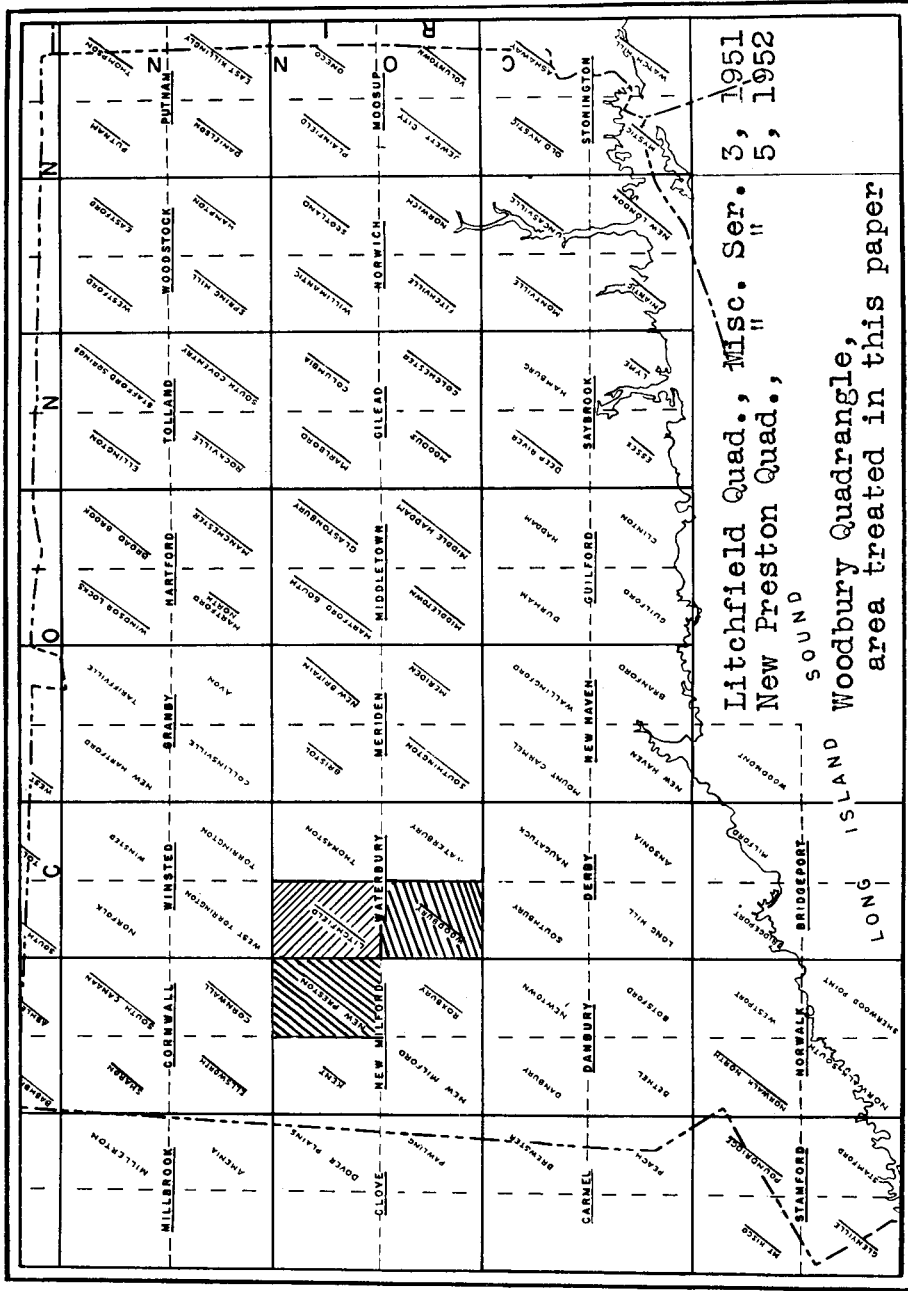 BASHBI
ASHLE
SOUTH
TOL
WEST
C O N N
MILLERTON
SHARON
SOUTH CANAAN
NORFOLK
WINSTED
NEW HARTFORD
TARIFFVILLE
WINDSOR LOCKS
BROAD BROOK
ELLINGTON
STAFFORD SPRINGS
WESTFORD
EASTFORD
PUTNAM
THOMPSON
MILLBROOK
CORNWALL
WINSTED
GRANBY
HARTFORD
TOLLAND
WOODSTOCK
PUTNAM
AMENIA
ELLSWORTH
CORNWALL
WEST TORRINGTON
TORRINGTON
COLLINSVILLE
AVON
HARTFORD NORTH
MANCHESTER
ROCKVILLE
SOUTH COVENTRY
SPRING HILL
HAMPTON
DANIELSON
EAST KILLINGLY
DOVER PLAINS
KENT
NEW PRESTON
LITCHFIELD
THOMASTON
BRISTOL
NEW BRITAIN
HARTFORD SOUTH
GLASTONBURY
MARLBORO
COLUMBIA
WILLIMANTIC
SCOTLAND
PLAINFIELD
ONECO
CLOVE
NEW MILFORD
WATERBURY
MERIDEN
MIDDLETOWN
GILEAD
NORWICH
MOOSUP
PAWLING
NEW MILFORD
ROXBURY
WOODBURY
WATERBURY
SOUTHINGTON
MERIDEN
MIDDLETOWN
MIDDLE HADDAM
MOODUS
COLCHESTER
FITCHVILLE
NORWICH
JEWETT CITY
VOLUNTOWN
C O N N
R I
BREWSTER
DANBURY
NEWTOWN
SOUTHBURY
NAUGATUCK
MOUNT CARMEL
WALLINGFORD
DURHAM
HADDAM
DEEP RIVER
HAMBURG
MONTVILLE
UNCASVILLE
OLD MYSTIC
ASHAWAY
CARMEL
DANBURY
DERBY
NEW HAVEN
GUILFORD
SAYBROOK
STONINGTON
PEACH
BETHEL
BOTSFORD
LONG HILL
ANSONIA
NEW HAVEN
BRANFORD
GUILFORD
CLINTON
ESSEX
LYME
NIANTIC
NEW LONDON
MYSTIC
WATCH HILL
MT KISCO
POUNDRIDGE
NORWALK NORTH
WESTPORT
BRIDGEPORT
MILFORD
WOODMONT
STAMFORD
NORWALK
BRIDGEPORT
GLENVILLE
STAMFORD
NORWALK SOUTH
SHERWOOD POINT
LONG ISLAND SOUND
Litchfield Quad., Misc. Ser. 3, 1951
New Preston Quad., " " 5, 1952
Woodbury Quadrangle,
area treated in this paper